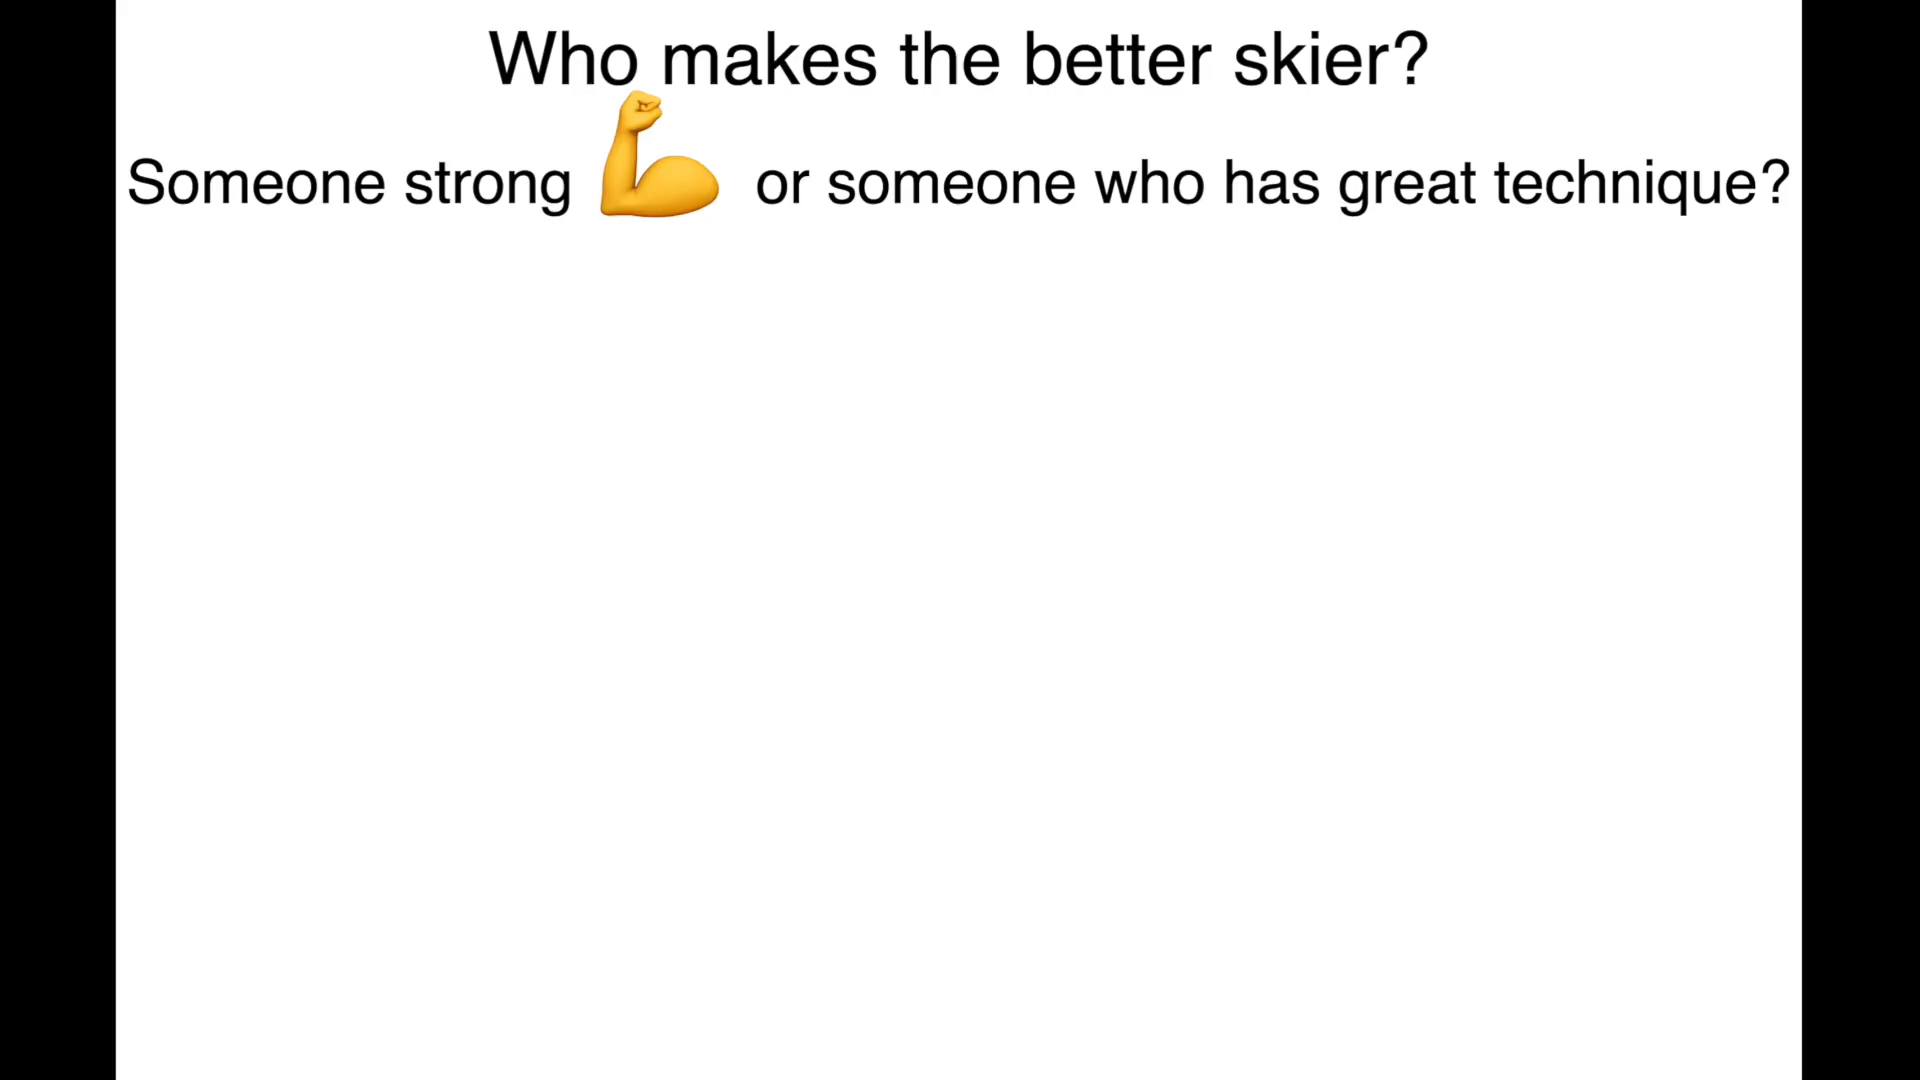 Who makes the better skier?
Someone strong 💪 or someone who has great technique?